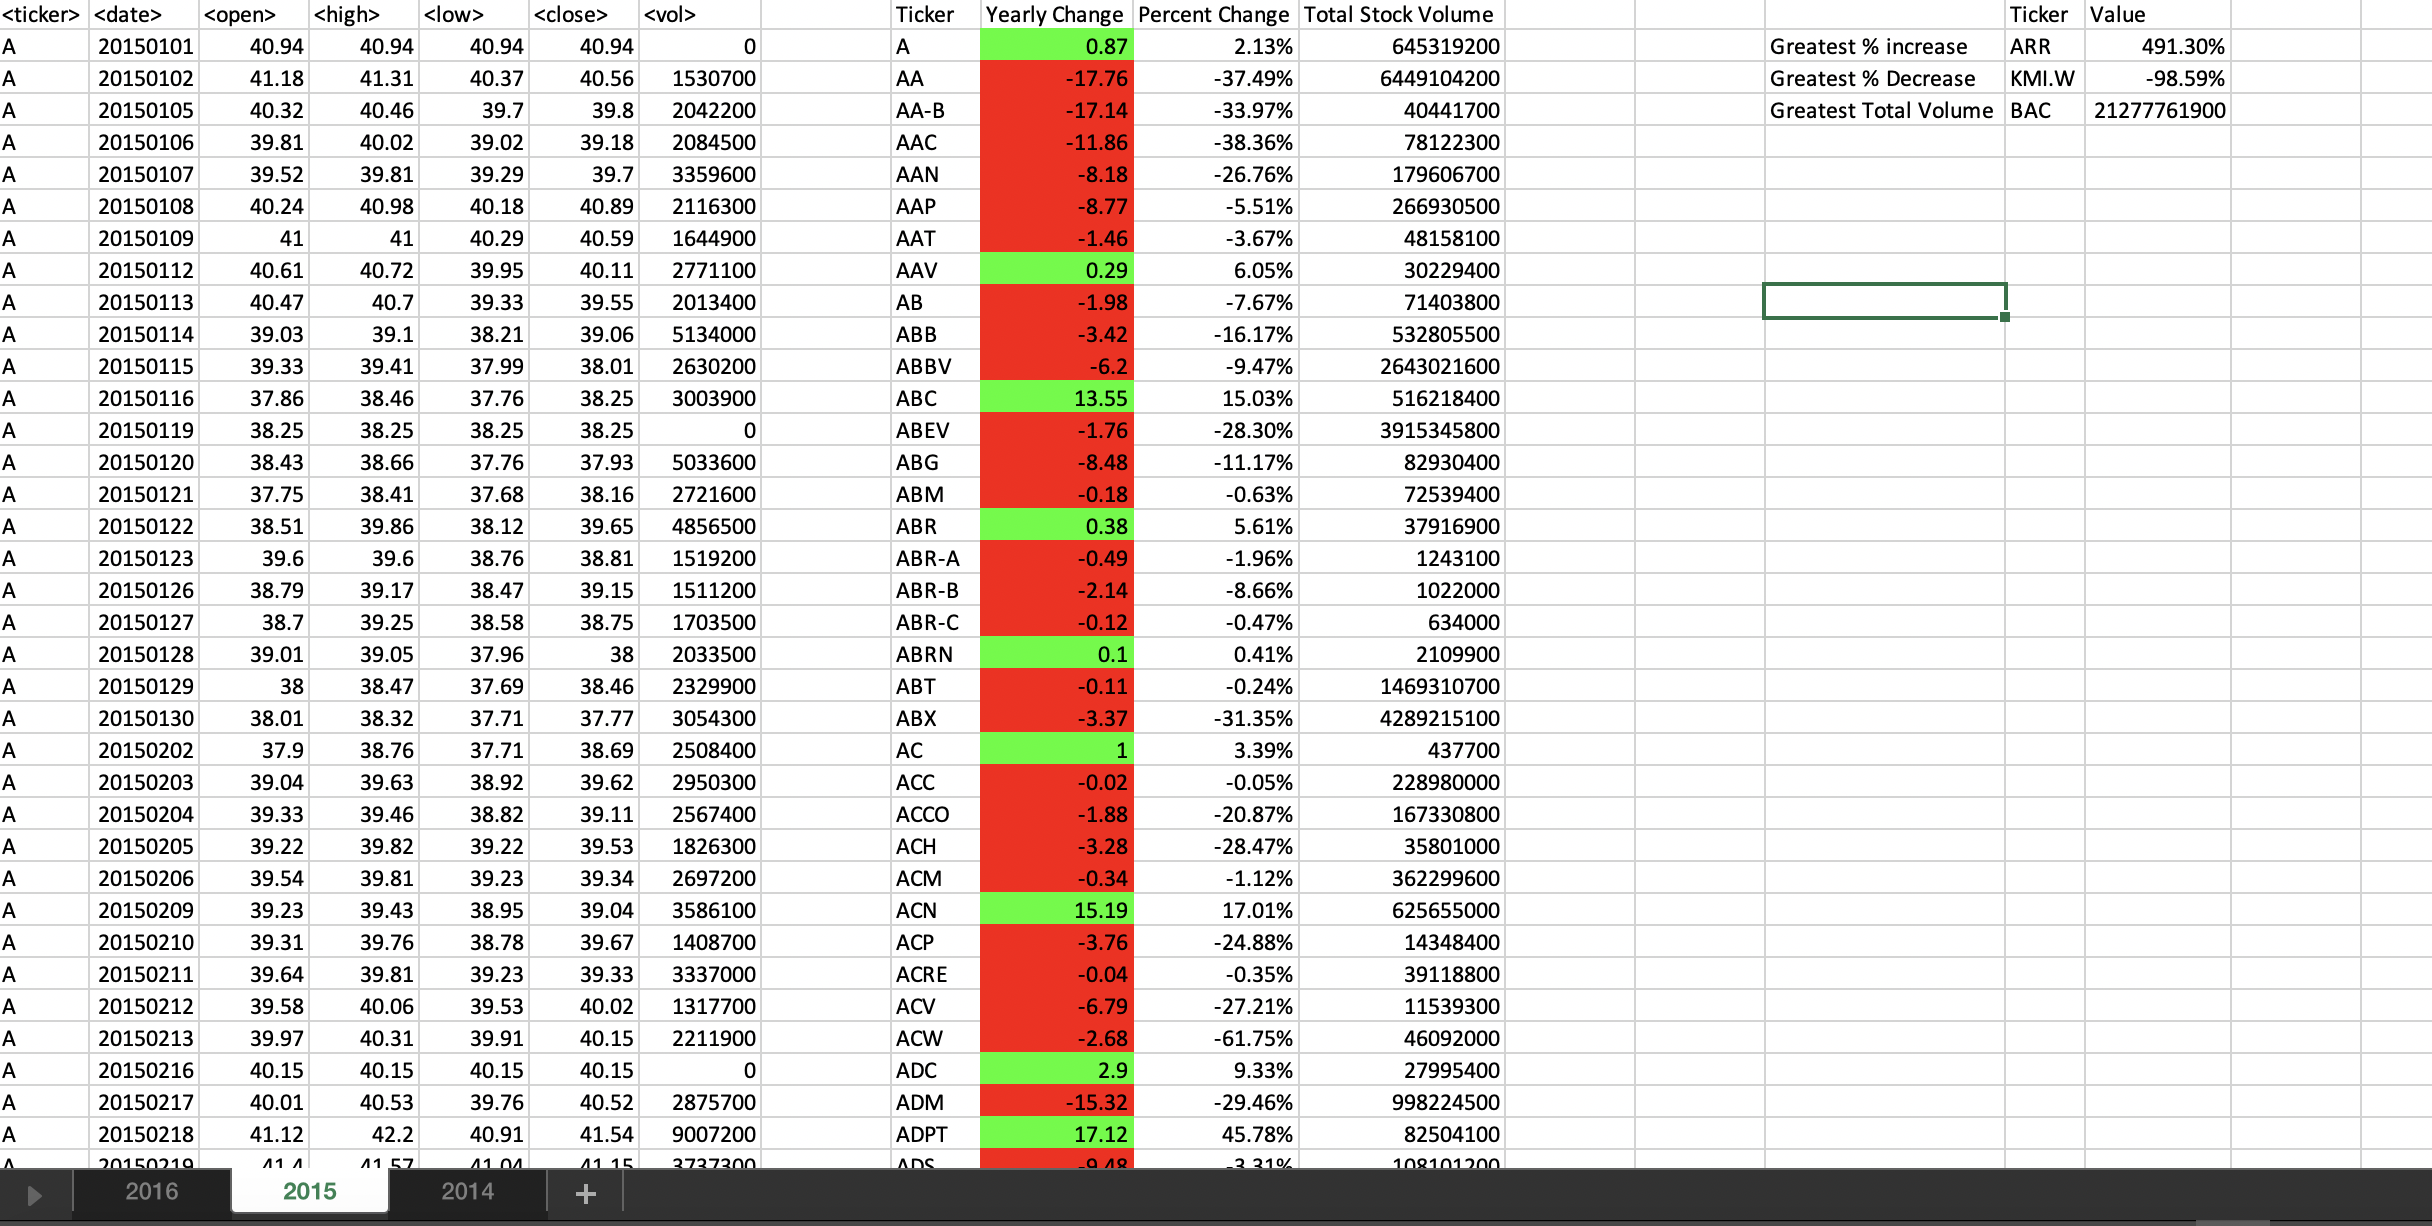 <ticker> <date> <open> <high> <low> <close> <vol> Ticker Yearly Change Percent Change Total Stock Volume Ticker Value
A 20150101 40.94 40.94 40.94 40.94 0 A 0.87 2.13% 645319200 Greatest % increase ARR 491.30%
A 20150102 41.18 41.31 40.37 40.56 1530700 AA -17.76 -37.49% 6449104200 Greatest % Decrease KMI.W -98.59%
A 20150105 40.32 40.46 39.7 39.8 2042200 AA-B -17.14 -33.97% 40441700 Greatest Total Volume BAC 21277761900
A 20150106 39.81 40.02 39.02 39.18 2084500 AAC -11.86 -38.36% 78122300
A 20150107 39.52 39.81 39.29 39.7 3359600 AAN -8.18 -26.76% 179606700
A 20150108 40.24 40.98 40.18 40.89 2116300 AAP -8.77 -5.51% 266930500
A 20150109 41 41 40.29 40.59 1644900 AAT -1.46 -3.67% 48158100
A 20150112 40.61 40.72 39.95 40.11 2771100 AAV 0.29 6.05% 30229400
A 20150113 40.47 40.7 39.33 39.55 2013400 AB -1.98 -7.67% 71403800
A 20150114 39.03 39.1 38.21 39.06 5134000 ABB -3.42 -16.17% 532805500
A 20150115 39.33 39.41 37.99 38.01 2630200 ABBV -6.2 -9.47% 2643021600
A 20150116 37.86 38.46 37.76 38.25 3003900 ABC 13.55 15.03% 516218400
A 20150119 38.25 38.25 38.25 38.25 0 ABEV -1.76 -28.30% 3915345800
A 20150120 38.43 38.66 37.76 37.93 5033600 ABG -8.48 -11.17% 82930400
A 20150121 37.75 38.41 37.68 38.16 2721600 ABM -0.18 -0.63% 72539400
A 20150122 38.51 39.86 38.12 39.65 4856500 ABR 0.38 5.61% 37916900
A 20150123 39.6 39.6 38.76 38.81 1519200 ABR-A -0.49 -1.96% 1243100
A 20150126 38.79 39.17 38.47 39.15 1511200 ABR-B -2.14 -8.66% 1022000
A 20150127 38.7 39.25 38.58 38.75 1703500 ABR-C -0.12 -0.47% 634000
A 20150128 39.01 39.05 37.96 38 2033500 ABRN 0.1 0.41% 2109900
A 20150129 38 38.47 37.69 38.46 2329900 ABT -0.11 -0.24% 1469310700
A 20150130 38.01 38.32 37.71 37.77 3054300 ABX -3.37 -31.35% 4289215100
A 20150202 37.9 38.76 37.71 38.69 2508400 AC 1 3.39% 437700
A 20150203 39.04 39.63 38.92 39.62 2950300 ACC -0.02 -0.05% 228980000
A 20150204 39.33 39.46 38.82 39.11 2567400 ACCO -1.88 -20.87% 167330800
A 20150205 39.22 39.82 39.22 39.53 1826300 ACH -3.28 -28.47% 35801000
A 20150206 39.54 39.81 39.23 39.34 2697200 ACM -0.34 -1.12% 362299600
A 20150209 39.23 39.43 38.95 39.04 3586100 ACN 15.19 17.01% 625655000
A 20150210 39.31 39.76 38.78 39.67 1408700 ACP -3.76 -24.88% 14348400
A 20150211 39.64 39.81 39.23 39.33 3337000 ACRE -0.04 -0.35% 39118800
A 20150212 39.58 40.06 39.53 40.02 1317700 ACV -6.79 -27.21% 11539300
A 20150213 39.97 40.31 39.91 40.15 2211900 ACW -2.68 -61.75% 46092000
A 20150216 40.15 40.15 40.15 40.15 0 ADC 2.9 9.33% 27995400
A 20150217 40.01 40.53 39.76 40.52 2875700 ADM -15.32 -29.46% 998224500
A 20150218 41.12 42.2 40.91 41.54 9007200 ADPT 17.12 45.78% 82504100
A 20150219 41.4 41.57 41.04 41.15 3737300 ADS -9.48 -3.31% 108101200
2016 2015 2014 +